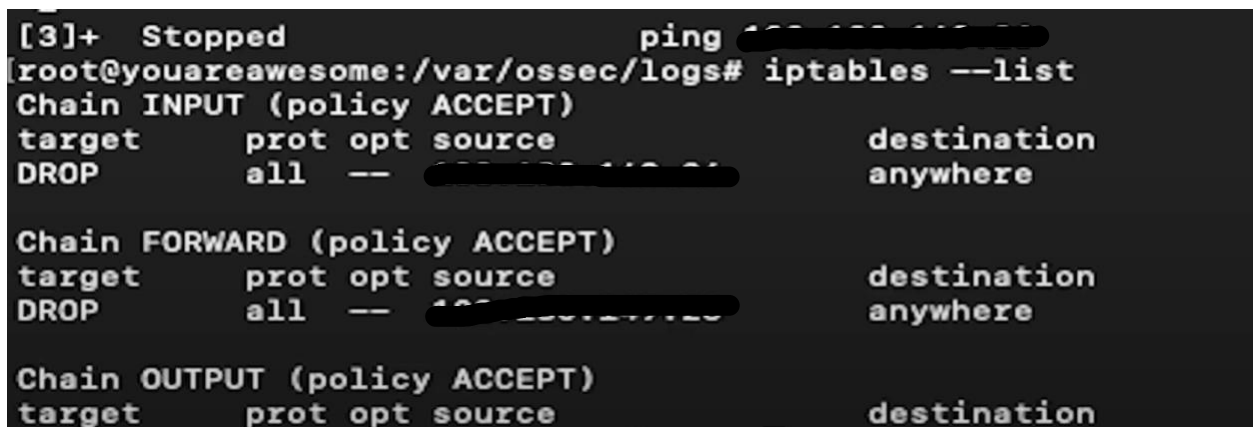 [3]+  Stopped                 ping
[root@youareawesome:/var/ossec/logs# iptables --list
Chain INPUT (policy ACCEPT)
target     prot opt source               destination
DROP       all  --                       anywhere

Chain FORWARD (policy ACCEPT)
target     prot opt source               destination
DROP       all  --                       anywhere

Chain OUTPUT (policy ACCEPT)
target     prot opt source               destination